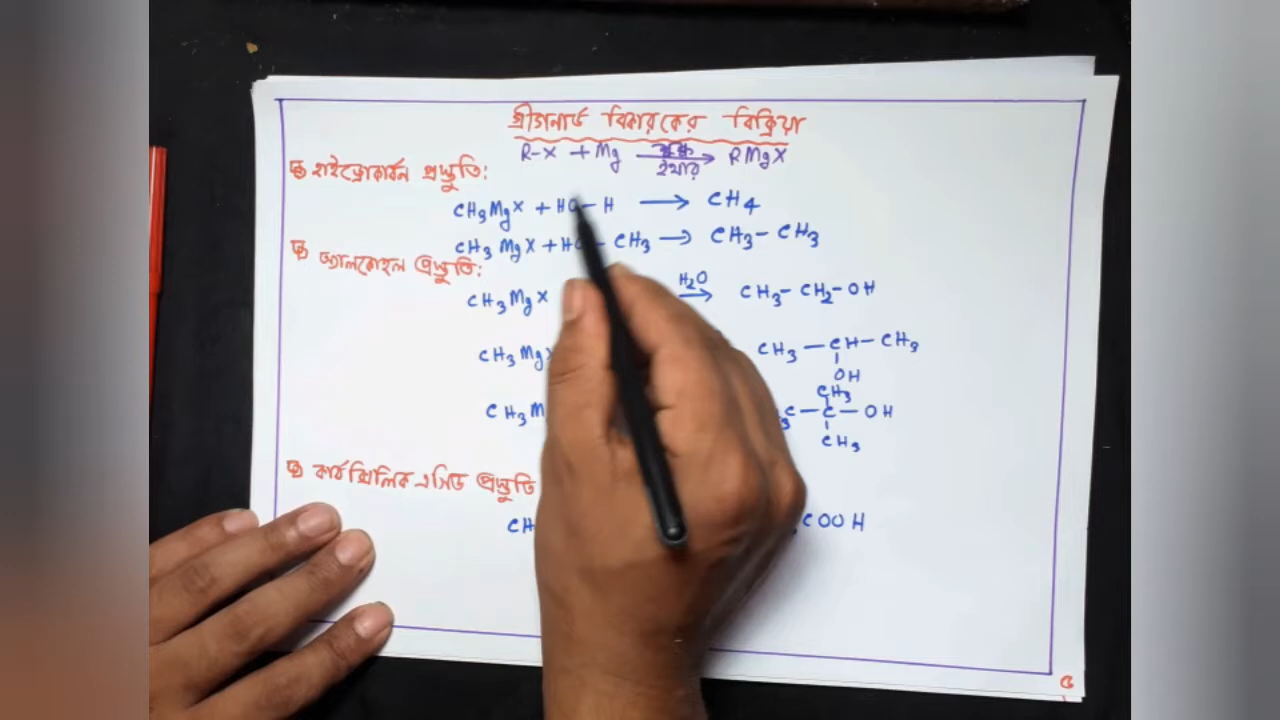 গ্রীগনার্ড বিকারকের বিক্রিয়া
R-X + Mg → ইথার RMgX
হাইড্রোকার্বন প্রস্তুতি:
CH3MgX + HO-H → CH4
CH3MgX + HO-CH3 → CH3-CH3
অ্যালকোহল প্রস্তুতি:
CH3MgX H2O → CH3-CH2-OH
CH3Mg CH3-CH-CH3
OH
CH3
CH3M C-OH
CH3
কার্বক্সিলিক এসিড প্রস্তুতি
CH COOH
৫